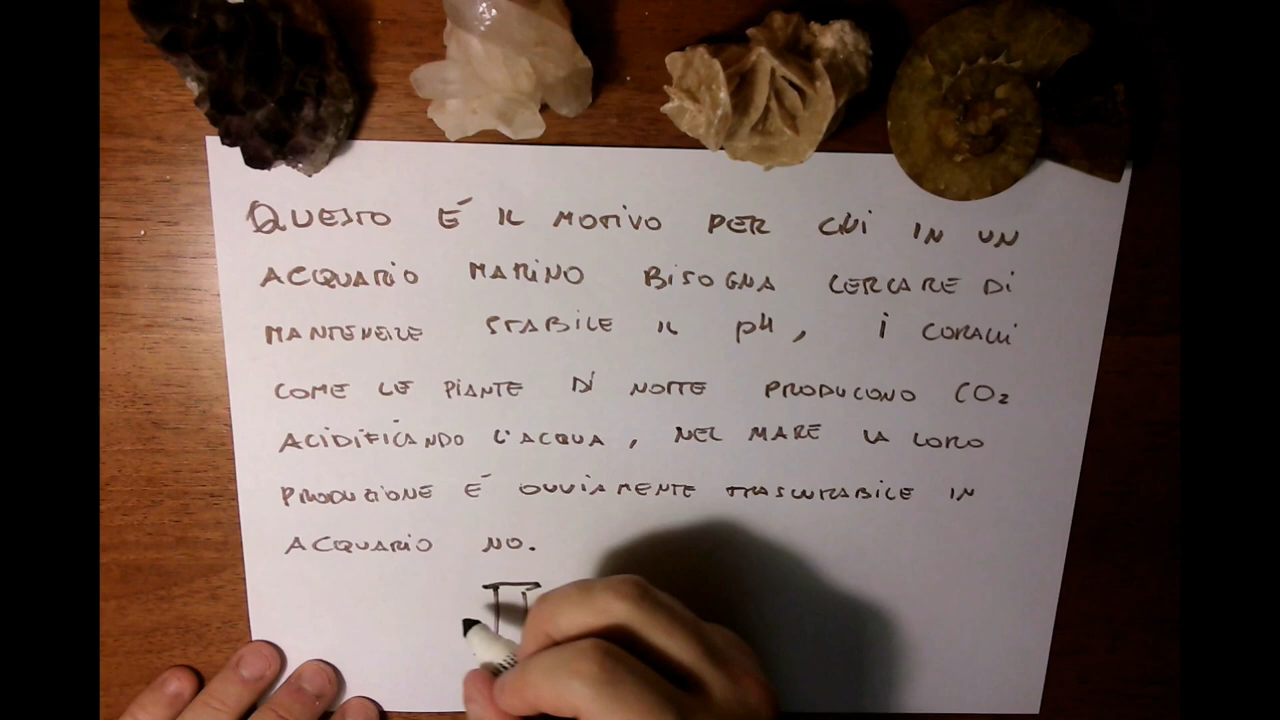 QUESTO É IL MOTIVO PER CUI IN UN
ACQUARIO MARINO BISOGNA CERCARE DI
MANTENERE STABILE IL pH, I CORALLI
COME LE PIANTE DI NOTTE PRODUCONO CO₂
ACIDIFICANDO L'ACQUA, NEL MARE LA LORO
PRODUZIONE É OVVIAMENTE TRASCURABILE IN
ACQUARIO NO.